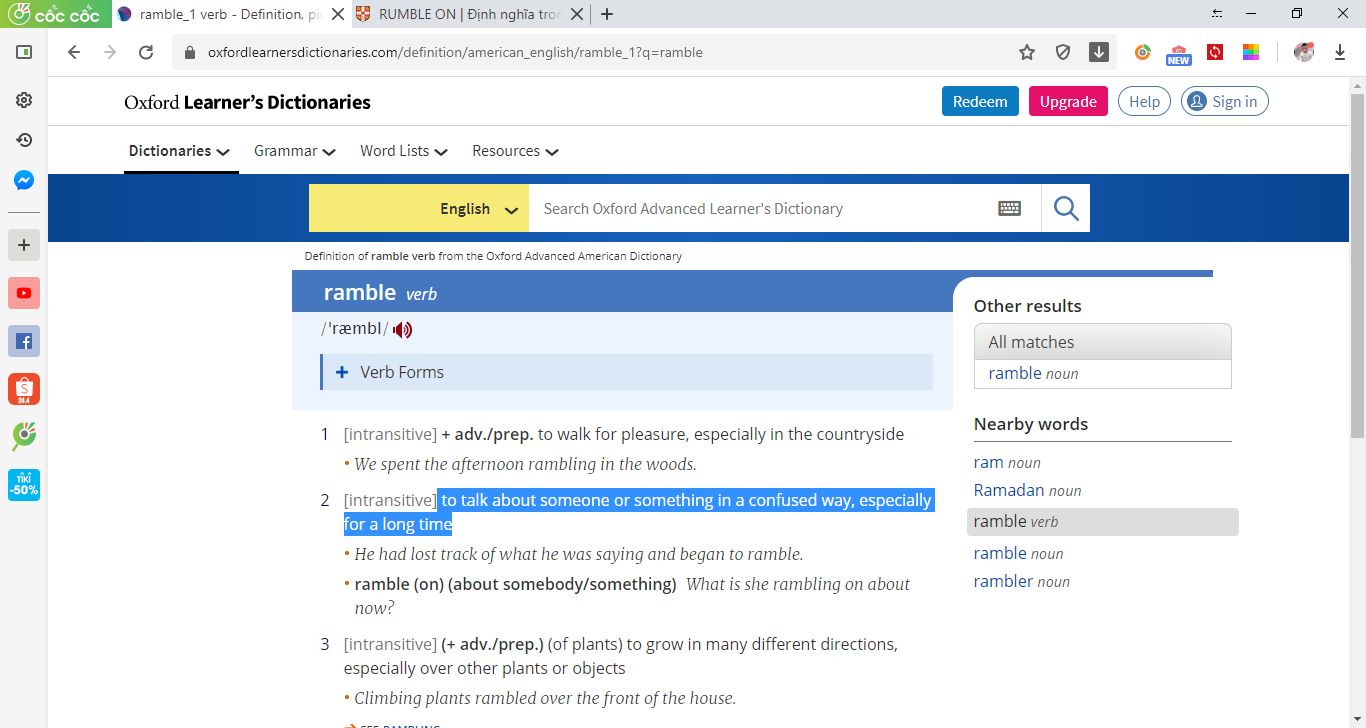 cốc cốc
ramble_1 verb - Definition, pi
RUMBLE ON | Định nghĩa tron
oxfordlearnersdictionaries.com/definition/american_english/ramble_1?q=ramble
NEW
Oxford Learner's Dictionaries
Redeem
Upgrade
Help
Sign in
Dictionaries
Grammar
Word Lists
Resources
English
Search Oxford Advanced Learner's Dictionary
Definition of ramble verb from the Oxford Advanced American Dictionary
ramble verb
/ˈræmbl/
+ Verb Forms
1 [intransitive] + adv./prep. to walk for pleasure, especially in the countryside
• We spent the afternoon rambling in the woods.
2 [intransitive] to talk about someone or something in a confused way, especially
for a long time
• He had lost track of what he was saying and began to ramble.
• ramble (on) (about somebody/something) What is she rambling on about
now?
3 [intransitive] (+ adv./prep.) (of plants) to grow in many different directions,
especially over other plants or objects
• Climbing plants rambled over the front of the house.
SEE RAMBLING
Other results
All matches
ramble noun
Nearby words
ram noun
Ramadan noun
ramble verb
ramble noun
rambler noun
S
24.4
TIKI
-50%